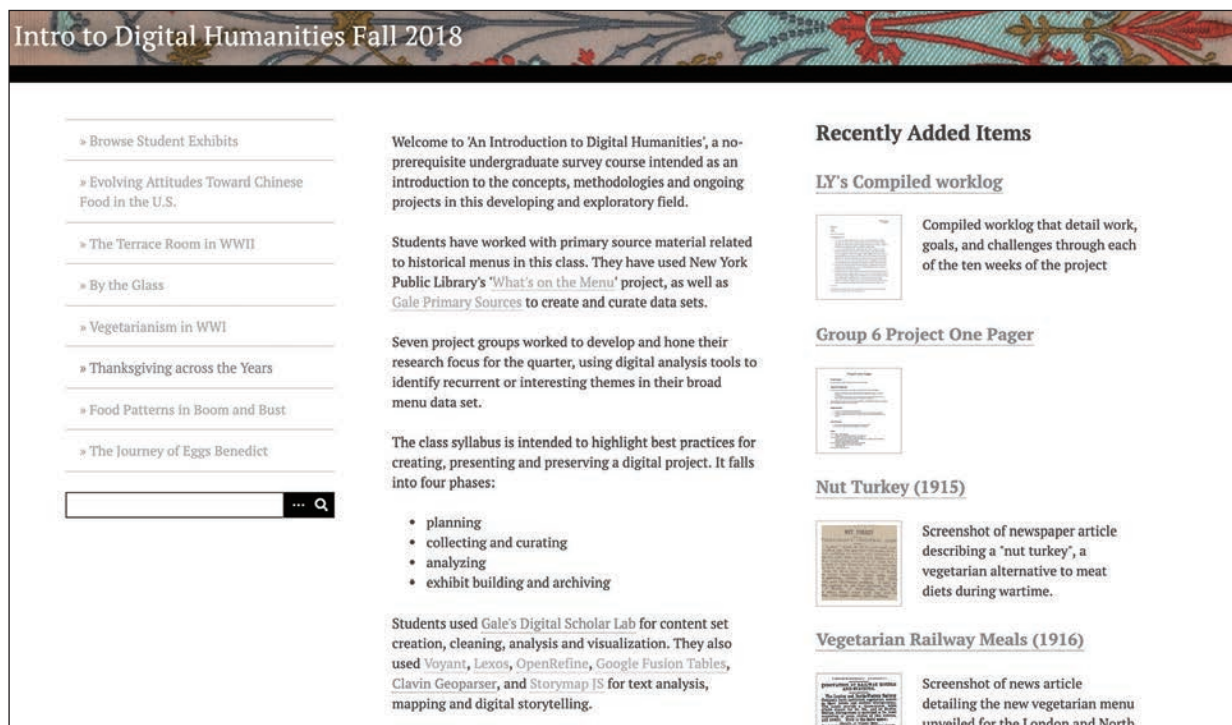 Intro to Digital Humanities Fall 2018
» Browse Student Exhibits
» Evolving Attitudes Toward Chinese
Food in the U.S.
» The Terrace Room in WWII
» By the Glass
» Vegetarianism in WWI
» Thanksgiving across the Years
» Food Patterns in Boom and Bust
» The Journey of Eggs Benedict
Welcome to 'An Introduction to Digital Humanities', a no-
prerequisite undergraduate survey course intended as an
introduction to the concepts, methodologies and ongoing
projects in this developing and exploratory field.
Students have worked with primary source material related
to historical menus in this class. They have used New York
Public Library's 'What's on the Menu' project, as well as
Gale Primary Sources to create and curate data sets.
Seven project groups worked to develop and hone their
research focus for the quarter, using digital analysis tools to
identify recurrent or interesting themes in their broad
menu data set.
The class syllabus is intended to highlight best practices for
creating, presenting and preserving a digital project. It falls
into four phases:
• planning
• collecting and curating
• analyzing
• exhibit building and archiving
Students used Gale's Digital Scholar Lab for content set
creation, cleaning, analysis and visualization. They also
used Voyant, Lexos, OpenRefine, Google Fusion Tables,
Clavin Geoparser, and Storymap JS for text analysis,
mapping and digital storytelling.
Recently Added Items
LY's Compiled worklog
Compiled worklog that detail work,
goals, and challenges through each
of the ten weeks of the project
Group 6 Project One Pager
Nut Turkey (1915)
NUT TURKEY
Screenshot of newspaper article
describing a "nut turkey", a
vegetarian alternative to meat
diets during wartime.
Vegetarian Railway Meals (1916)
Screenshot of news article
detailing the new vegetarian menu
unveiled for the London and North